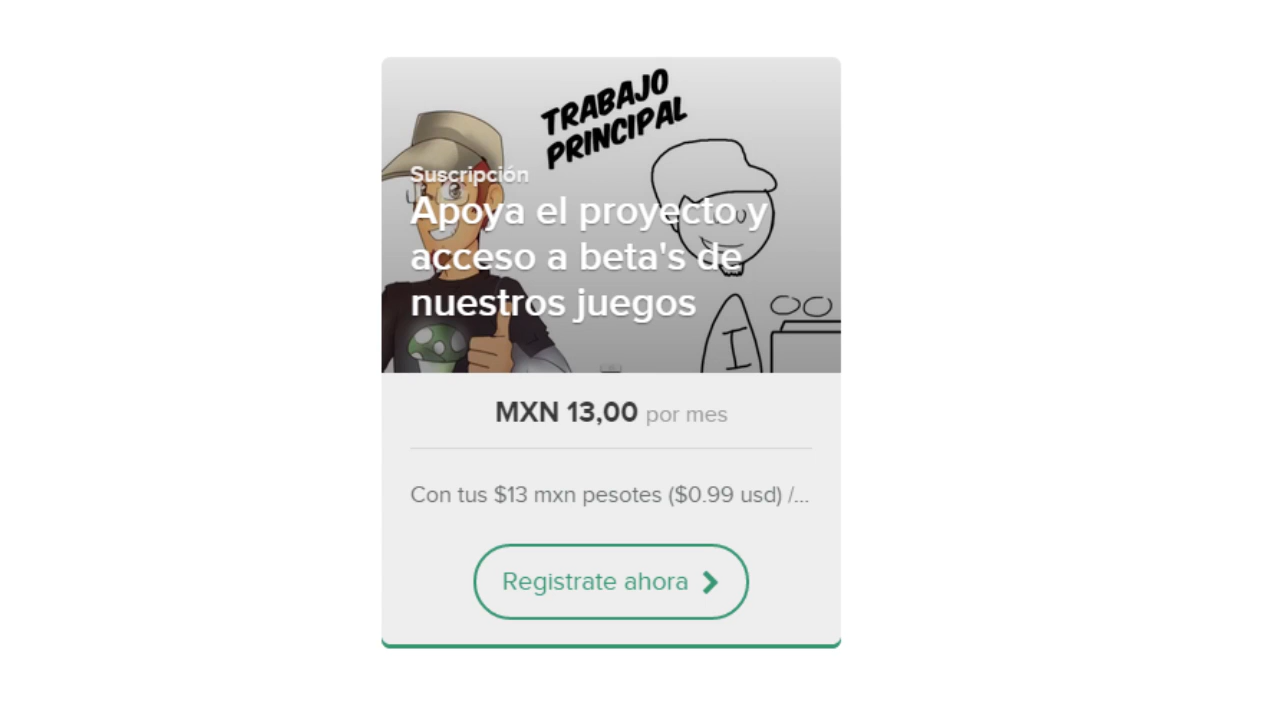 TRABAJO
PRINCIPAL
Suscripción
Apoya el proyecto y
acceso a beta's de
nuestros juegos
I
MXN 13,00 por mes
Con tus $13 mxn pesotes ($0.99 usd) /...
Registrate ahora